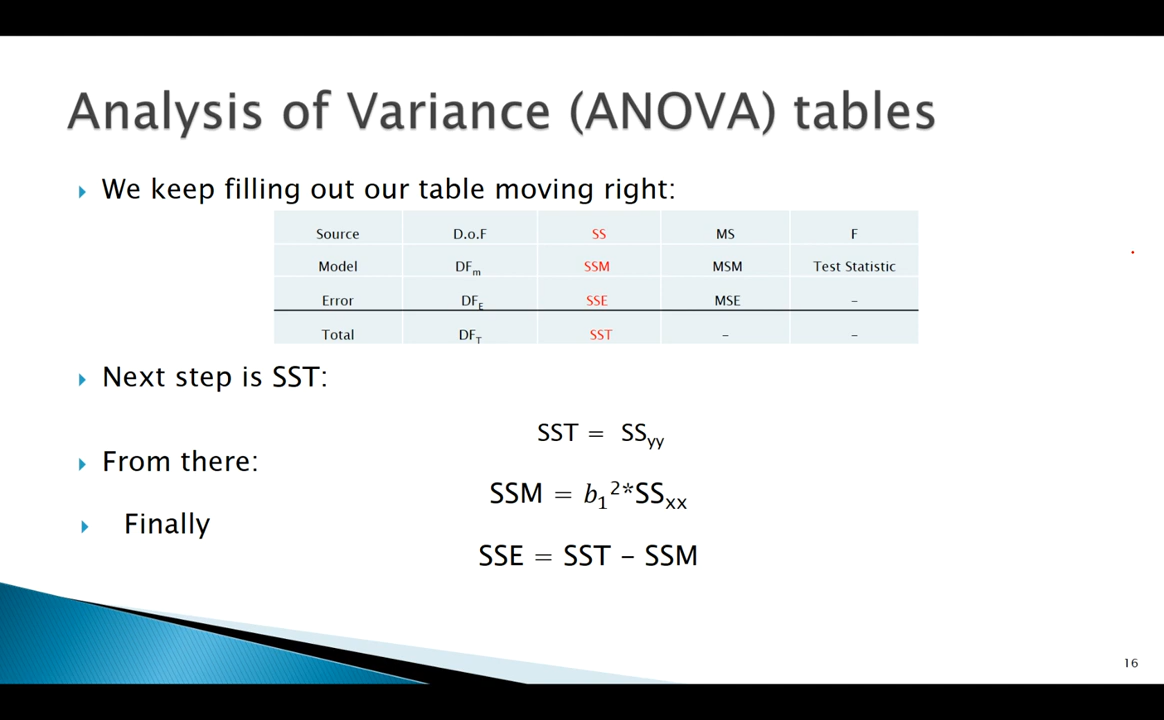 Analysis of Variance (ANOVA) tables
We keep filling out our table moving right:
Source D.o.F SS MS F
Model DFm SSM MSM Test Statistic
Error DFE SSE MSE –
Total DFT SST – –
Next step is SST:
SST = SSyy
From there:
SSM = b₁²*SSxx
Finally
SSE = SST – SSM
16